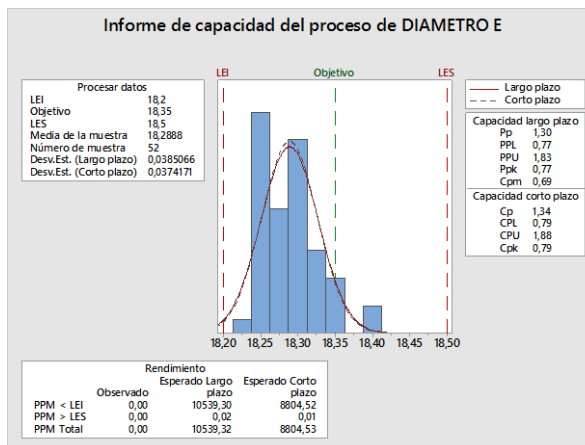 Informe de capacidad del proceso de DIAMETRO E
LEI Objetivo LES
Procesar datos
LEI 18,2
Objetivo 18,35
LES 18,5
Media de la muestra 18,2888
Número de muestra 52
Desv.Est. (Largo plazo) 0,0385066
Desv.Est. (Corto plazo) 0,0374171
Largo plazo
Corto plazo
Capacidad largo plazo
Pp 1,30
PPL 0,77
PPU 1,83
Ppk 0,77
Cpm 0,69
Capacidad corto plazo
Cp 1,34
CPL 0,79
CPU 1,88
Cpk 0,79
18,20 18,25 18,30 18,35 18,40 18,45 18,50
Rendimiento
Esperado Largo Esperado Corto
Observado plazo plazo
PPM < LEI 0,00 10539,30 8804,52
PPM > LES 0,00 0,02 0,01
PPM Total 0,00 10539,32 8804,53